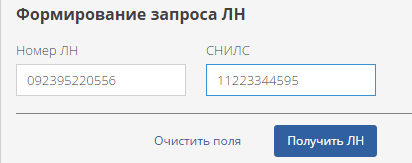 Формирование запроса ЛН
Номер ЛН СНИЛС
092395220556 11223344595
Очистить поля Получить ЛН